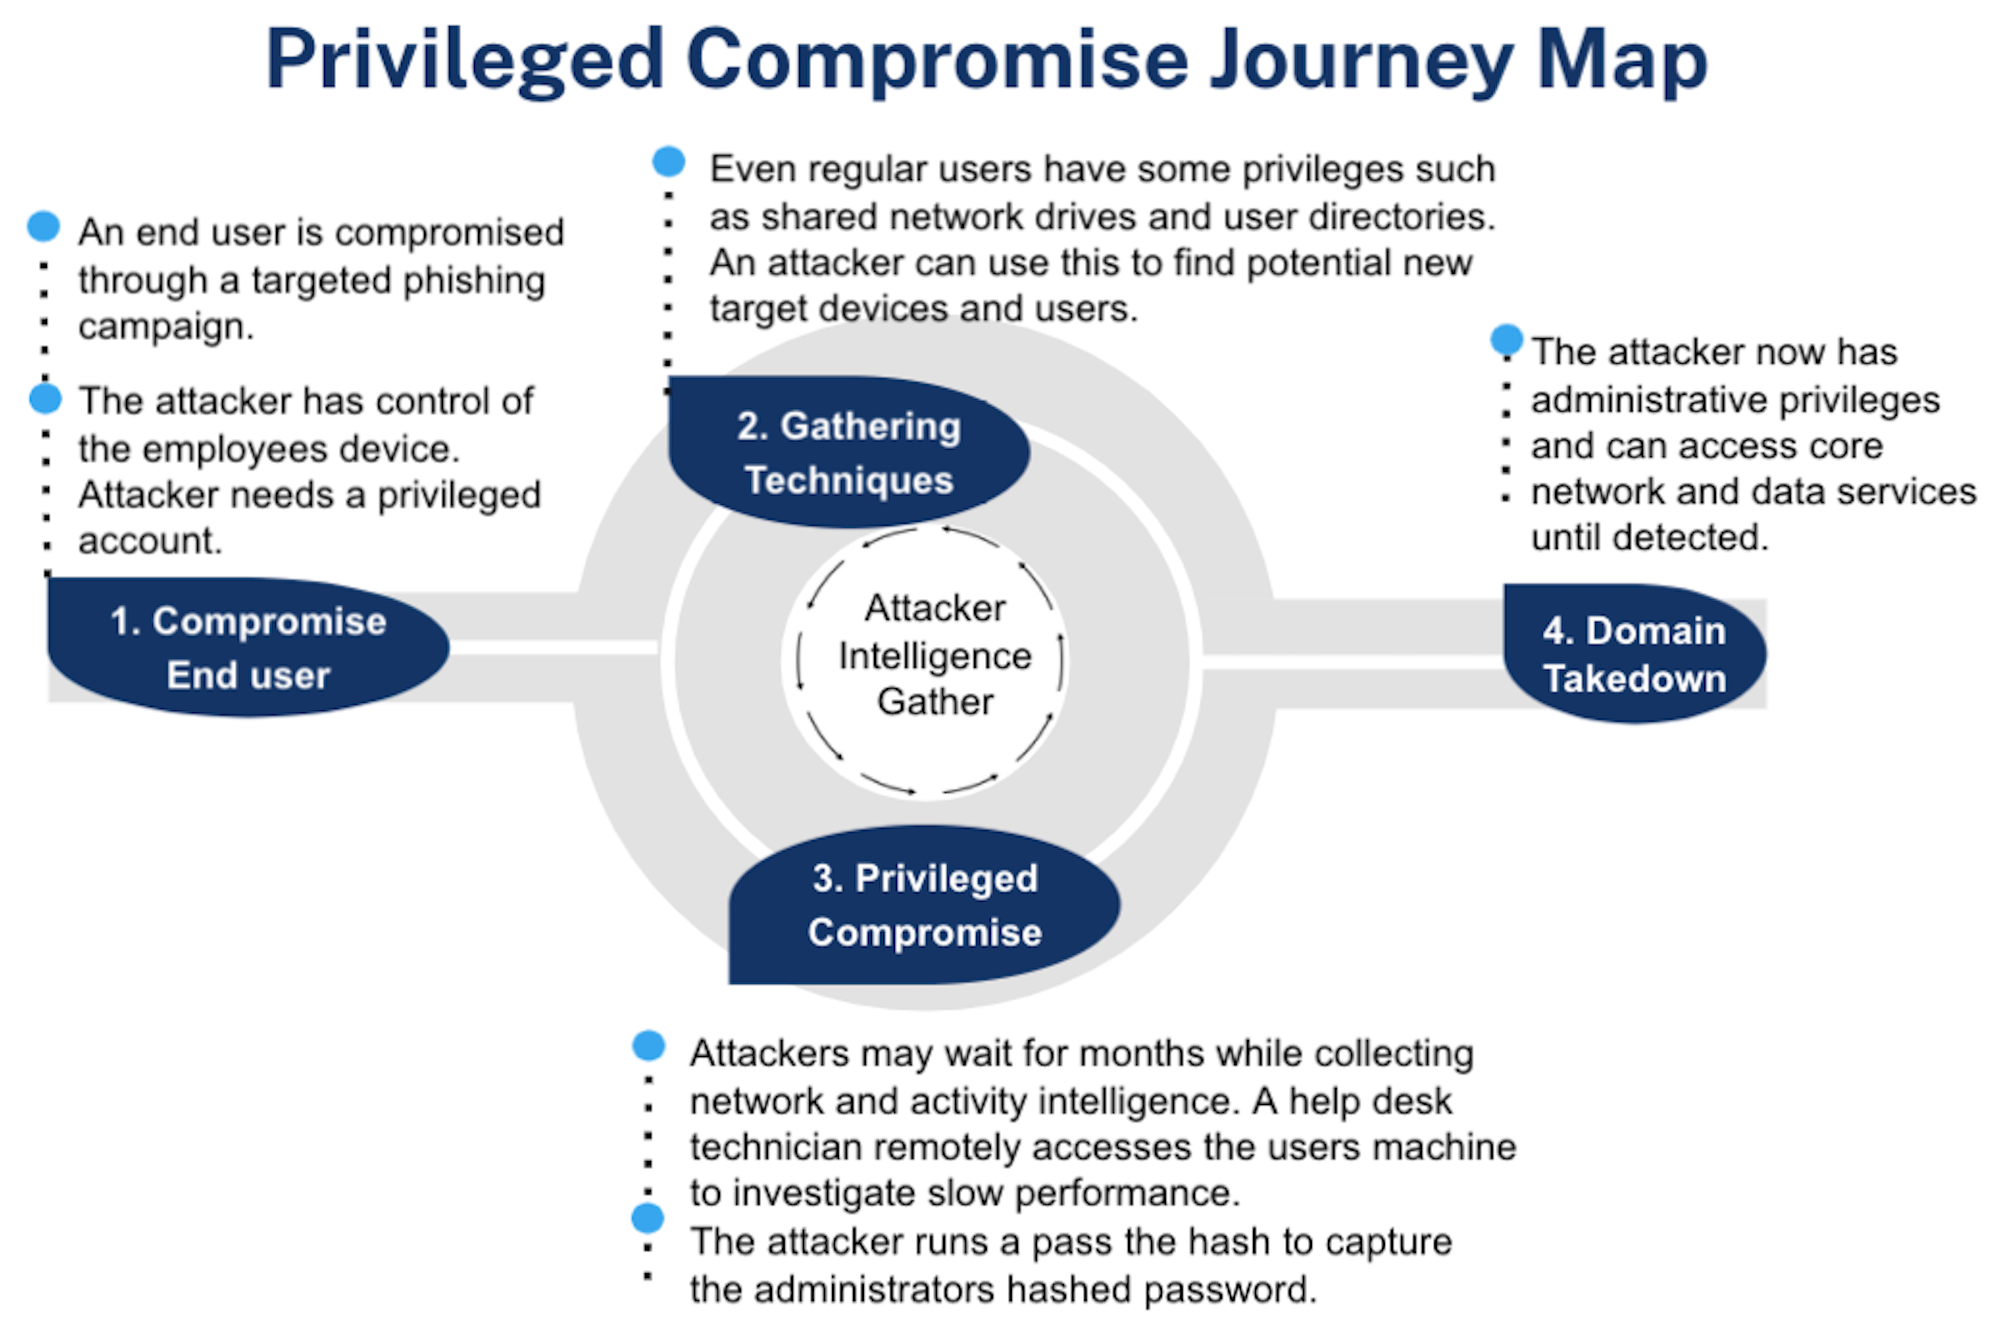 Privileged Compromise Journey Map
An end user is compromised
through a targeted phishing
campaign.
The attacker has control of
the employees device.
Attacker needs a privileged
account.
1. Compromise
End user
Even regular users have some privileges such
as shared network drives and user directories.
An attacker can use this to find potential new
target devices and users.
2. Gathering
Techniques
Attacker
Intelligence
Gather
3. Privileged
Compromise
Attackers may wait for months while collecting
network and activity intelligence. A help desk
technician remotely accesses the users machine
to investigate slow performance.
The attacker runs a pass the hash to capture
the administrators hashed password.
The attacker now has
administrative privileges
and can access core
network and data services
until detected.
4. Domain
Takedown